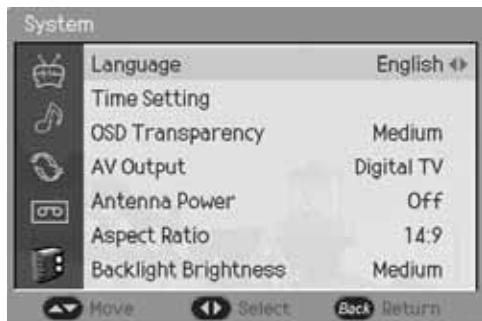 System
Language English
Time Setting
OSD Transparency Medium
AV Output Digital TV
Antenna Power Off
Aspect Ratio 14:9
Backlight Brightness Medium
Move Select Back Return